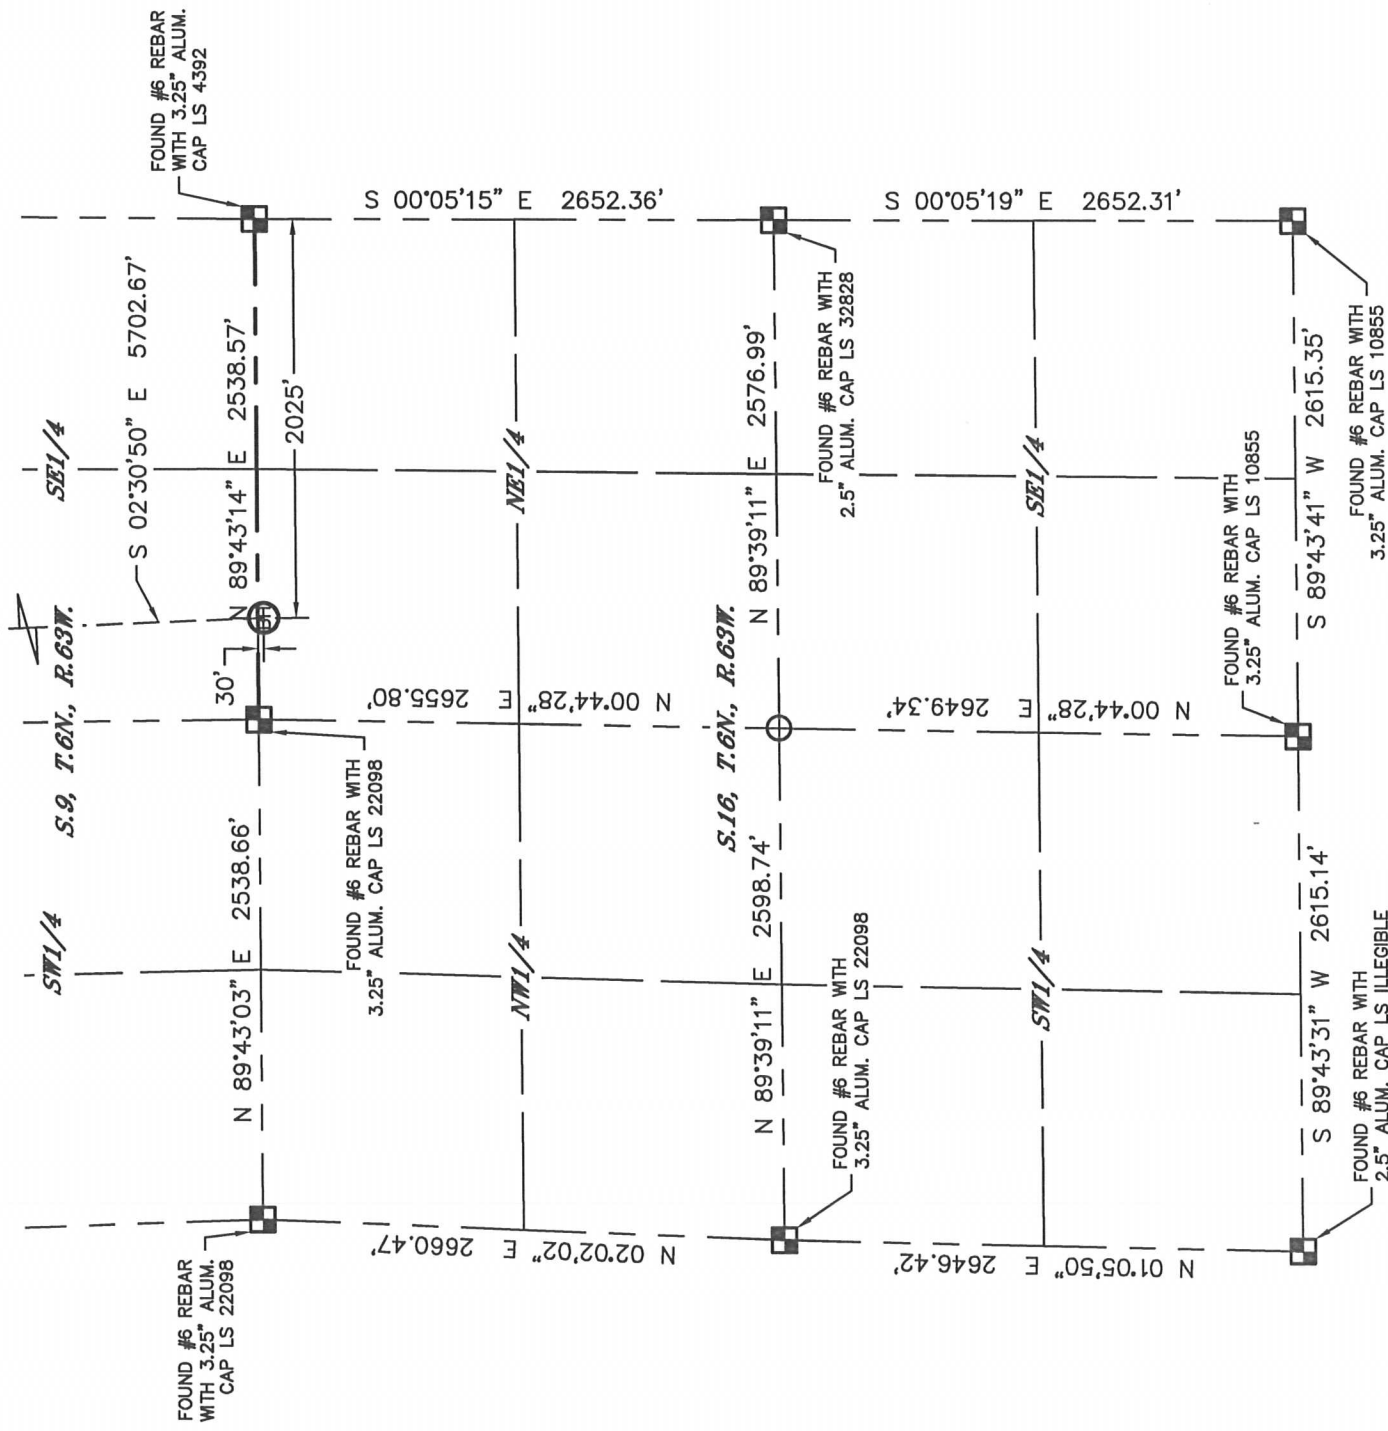 FOUND #6 REBAR
WITH 3.25" ALUM.
CAP LS 4392
S 02°30'50" E 5702.67'
SE1/4
S.9, T.6N., R.63W.
SW1/4
FOUND #6 REBAR
WITH 3.25" ALUM.
CAP LS 22098
N 89°43'03" E 2538.66'
30'
N 89°43'14" E 2538.57'
2025'
FOUND #6 REBAR WITH
3.25" ALUM. CAP LS 22098
S 00°05'15" E 2652.36'
NE1/4
N 00°44'28" E 2655.80'
NW1/4
N 02°02'02" E 2660.47'
S.16, T.6N., R.63W.
N 89°39'11" E 2598.74'
N 89°39'11" E 2576.99'
FOUND #6 REBAR WITH
2.5" ALUM. CAP LS 32828
FOUND #6 REBAR WITH
3.25" ALUM. CAP LS 22098
S 00°05'19" E 2652.31'
SE1/4
N 00°44'28" E 2649.34'
SW1/4
N 01°05'50" E 2646.42'
FOUND #6 REBAR WITH
3.25" ALUM. CAP LS 10855
S 89°43'31" W 2615.14'
S 89°43'41" W 2615.35'
FOUND #6 REBAR WITH
3.25" ALUM. CAP LS 10855
FOUND #6 REBAR WITH
2.5" ALUM. CAP LS ILLEGIBLE